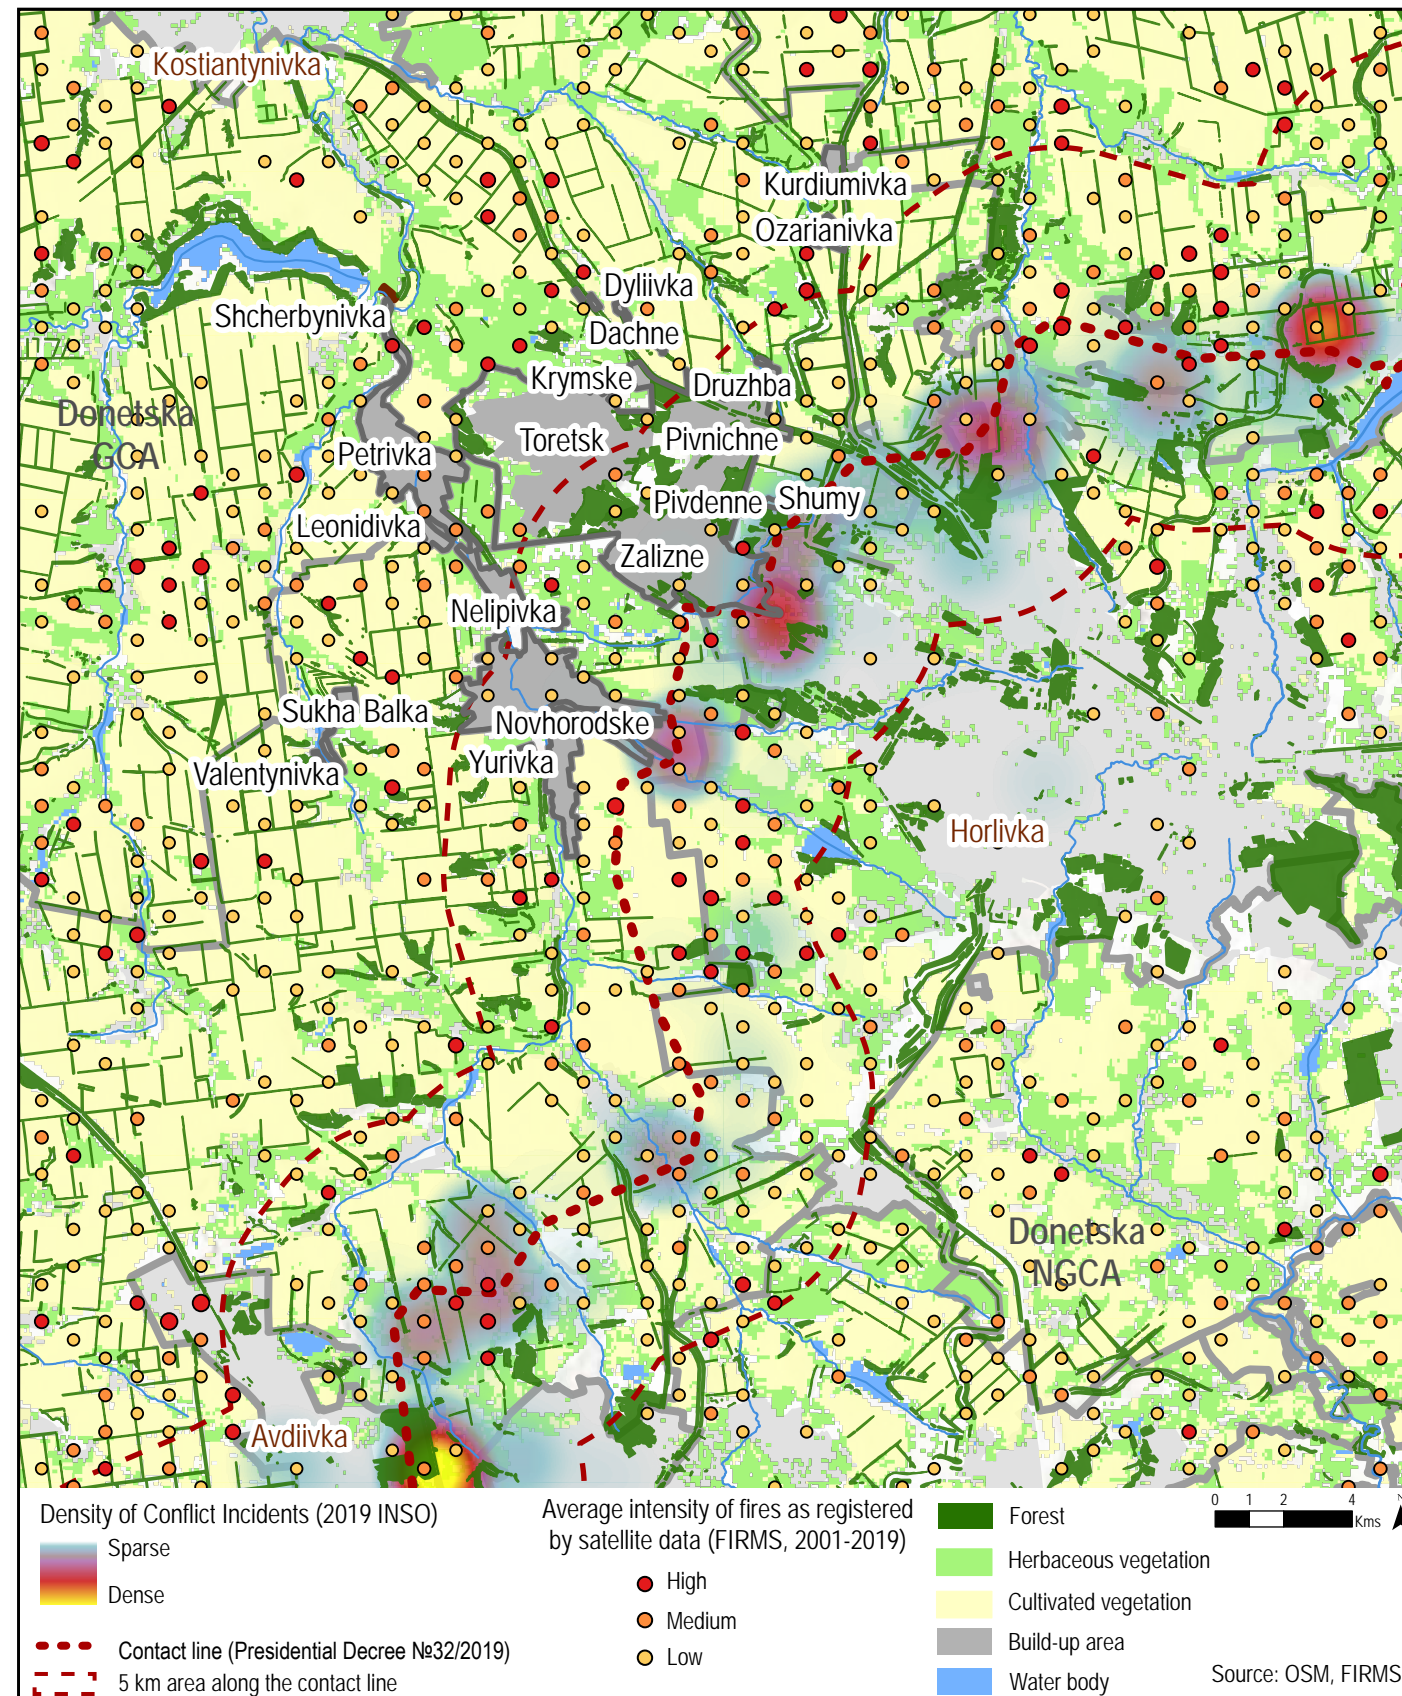 Kostiantynivka
Kurdiumivka
Ozarianivka
Dyliivka
Shcherbynivka
Dachne
Krymske
Druzhba
Donetska
GCA
Toretsk
Pivnichne
Petrivka
Pivdenne
Shumy
Leonidivka
Zalizne
Nelipivka
Sukha Balka
Novhorodske
Valentynivka
Yurivka
Horlivka
Donetska
NGCA
Avdiivka
Density of Conflict Incidents (2019 INSO)
Sparse
Dense
Contact line (Presidential Decree №32/2019)
5 km area along the contact line
Average intensity of fires as registered
by satellite data (FIRMS, 2001-2019)
High
Medium
Low
Forest
Herbaceous vegetation
Cultivated vegetation
Build-up area
Water body
0 1 2 4
Kms
Source: OSM, FIRMS